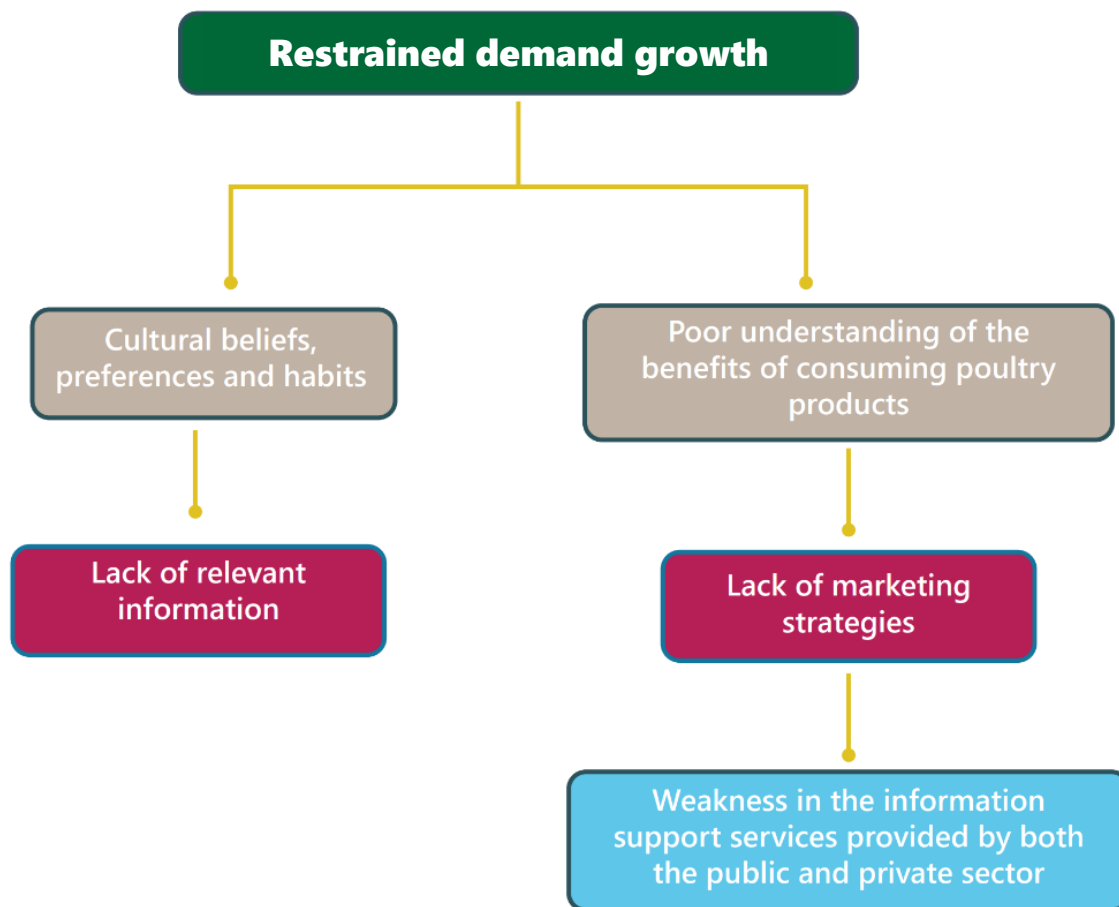 Restrained demand growth
Cultural beliefs,
preferences and habits
Poor understanding of the
benefits of consuming poultry
products
Lack of relevant
information
Lack of marketing
strategies
Weakness in the information
support services provided by both
the public and private sector